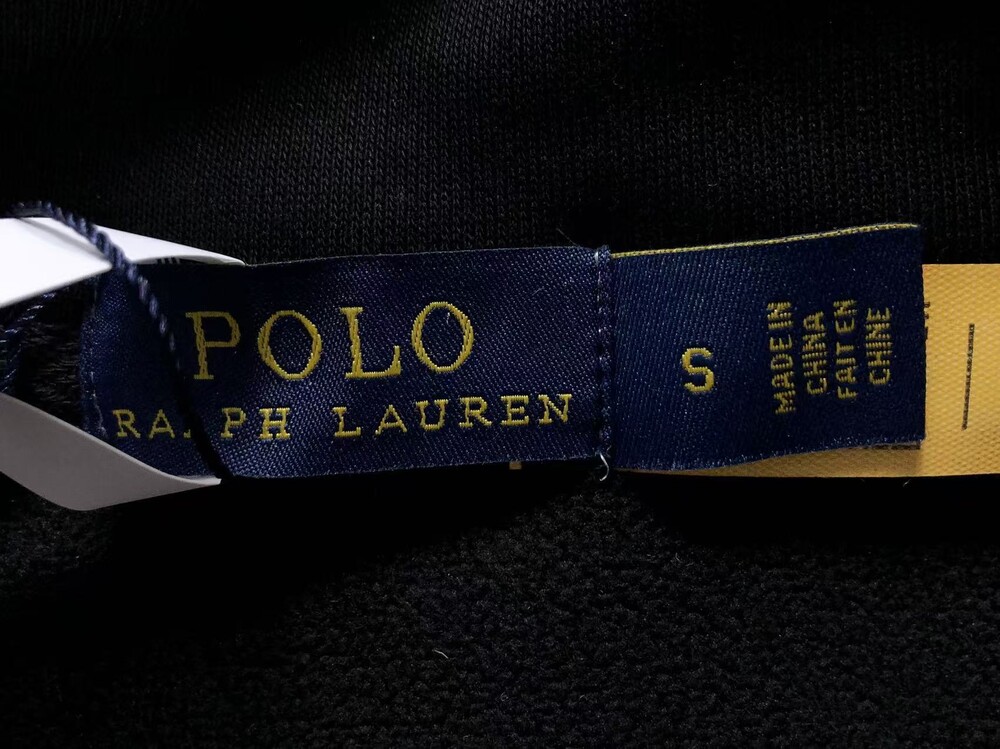 POLO
RALPH LAUREN
S
MADE IN
CHINA
FAIT EN
CHINE